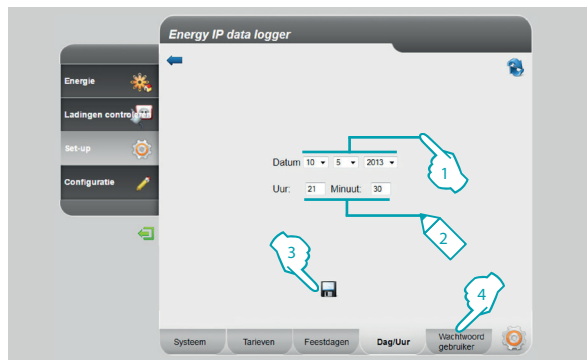 Energy IP data logger
Energie
Ladingen control
Set-up
Configuratie
Datum 10 5 2013
Uur: 21 Minuut: 30
1
2
3
4
Systeem Tarieven Feestdagen Dag/Uur Wachtwoord
gebruiker